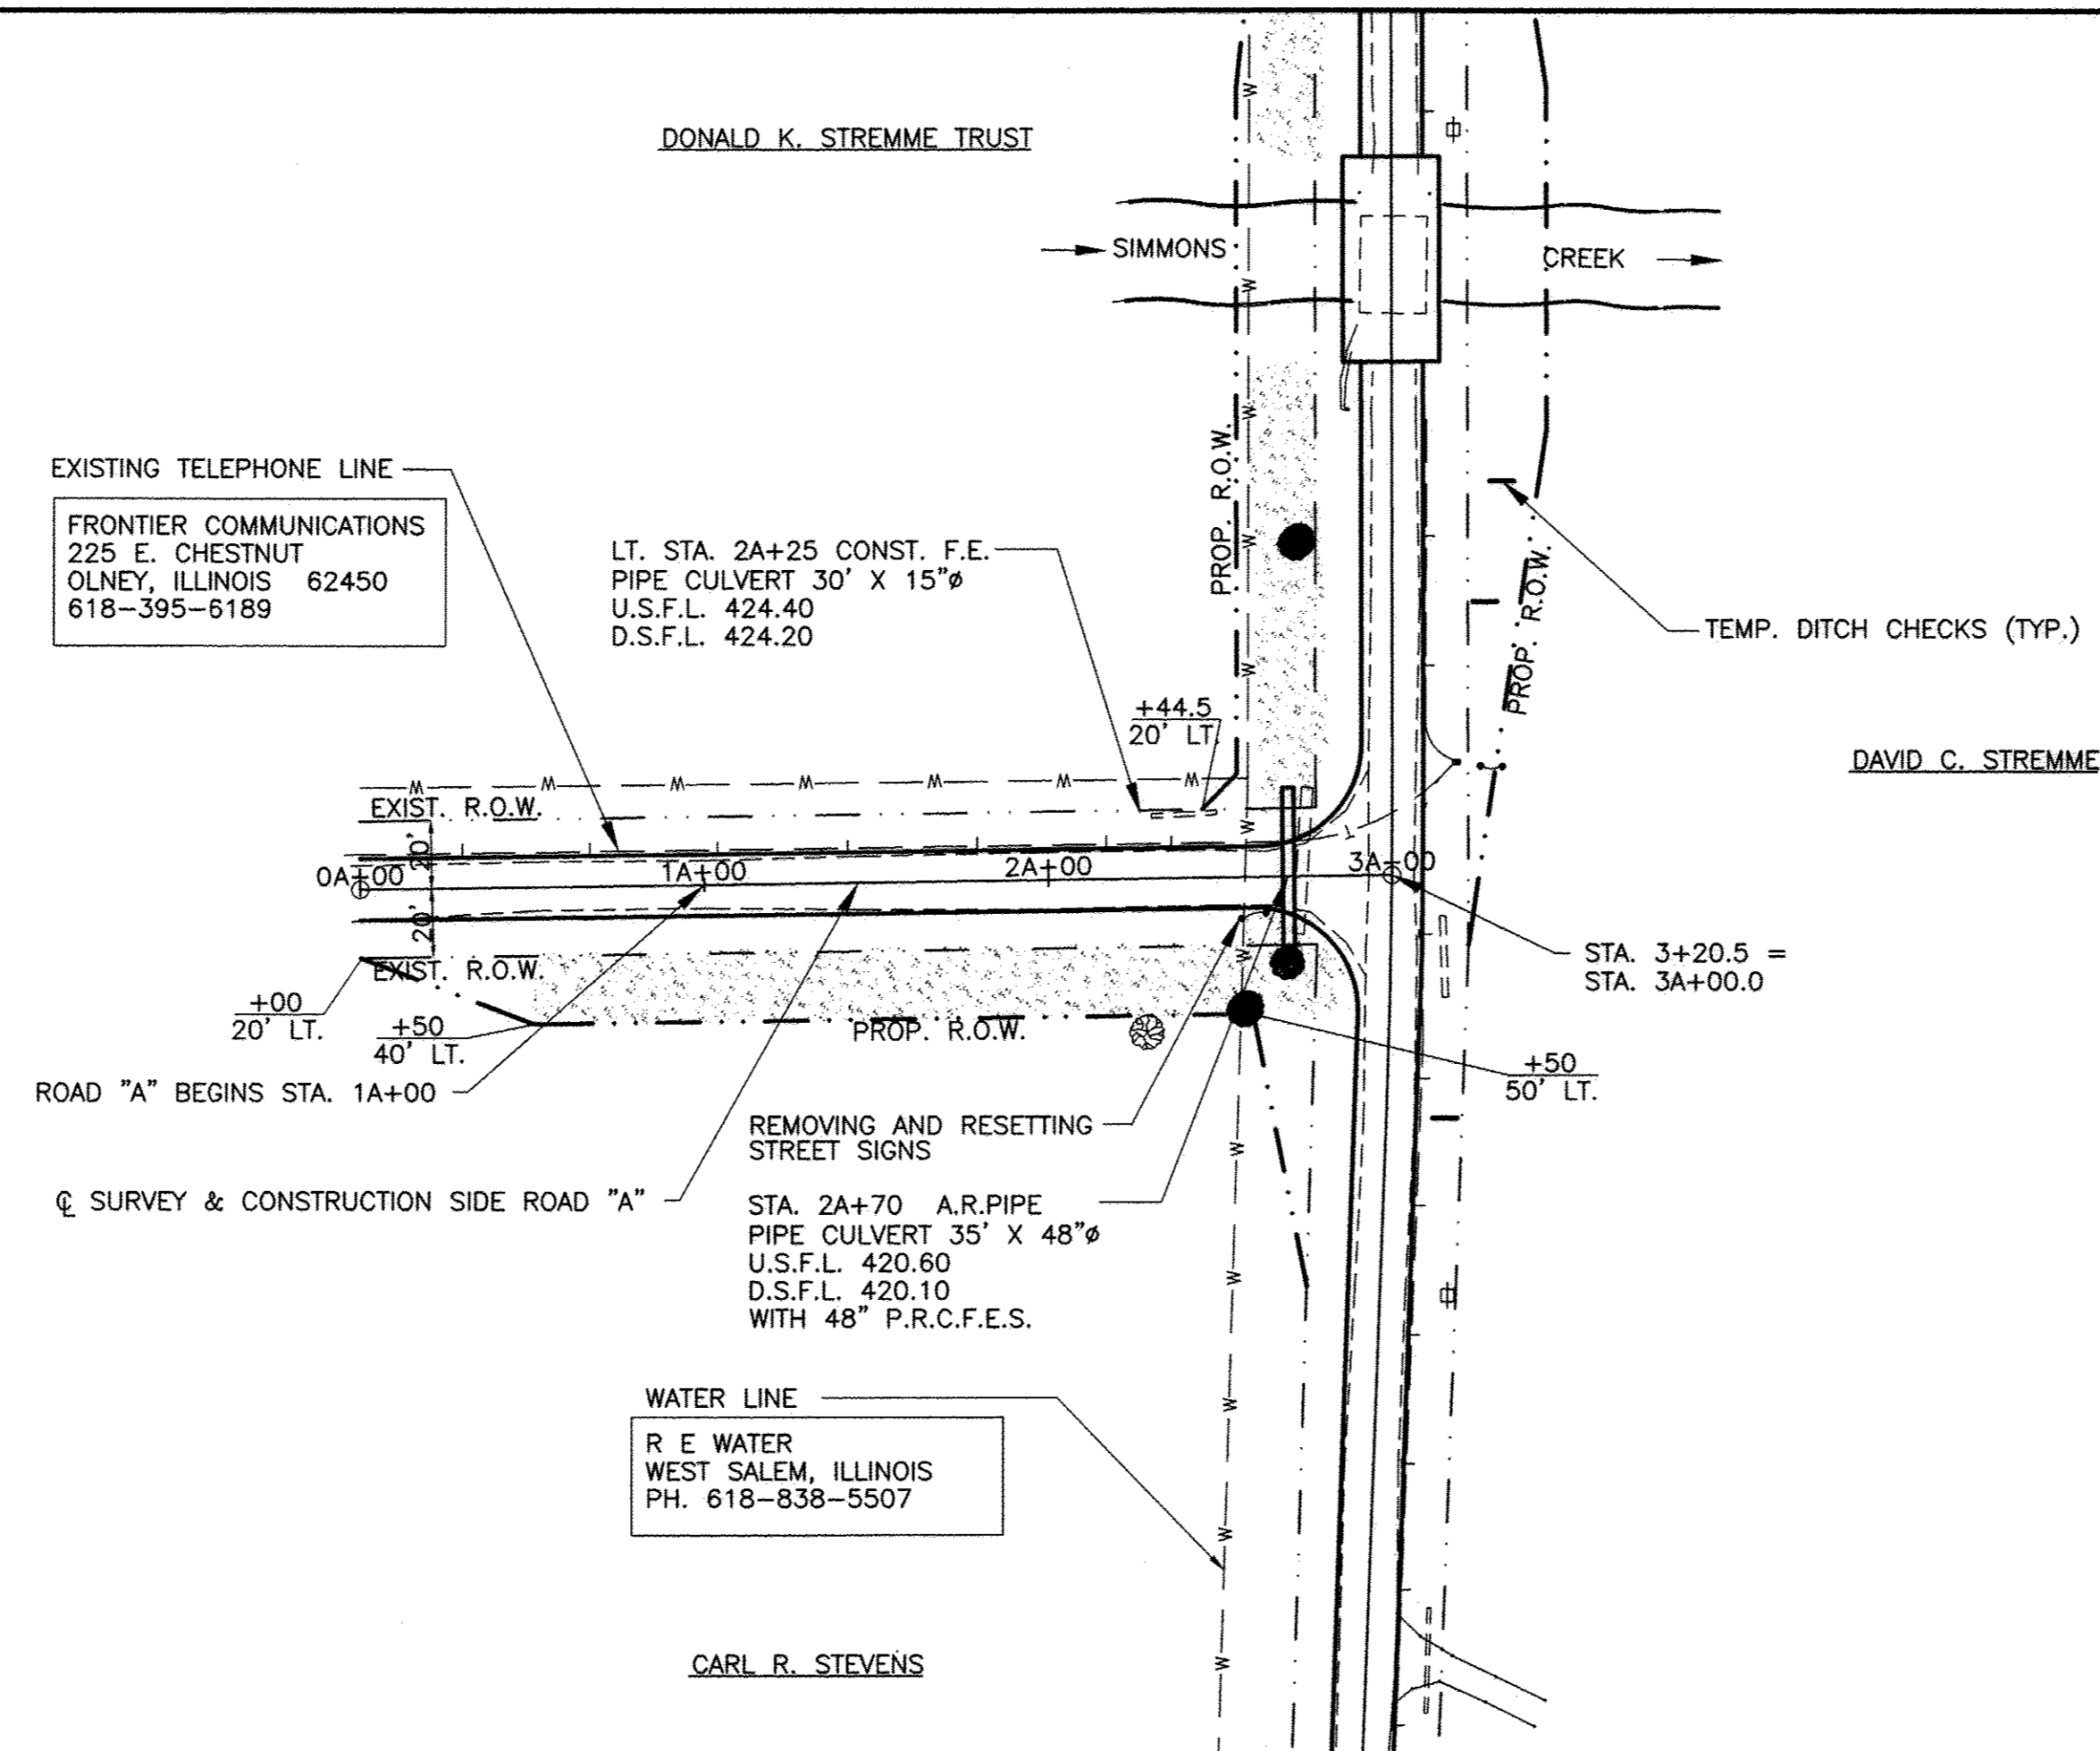 DONALD K. STREMME TRUST
SIMMONS
CREEK
EXISTING TELEPHONE LINE
FRONTIER COMMUNICATIONS
225 E. CHESTNUT
OLNEY, ILLINOIS 62450
618-395-6189
LT. STA. 2A+25 CONST. F.E.
PIPE CULVERT 30' X 15"ø
U.S.F.L. 424.40
D.S.F.L. 424.20
PROP. R.O.W.
PROP. R.O.W.
TEMP. DITCH CHECKS (TYP.)
+44.5
20' LT.
DAVID C. STREMME
W W W W W W W
EXIST. R.O.W.
20'
0A+00
1A+00
2A+00
3A+00
20'
EXIST. R.O.W.
STA. 3+20.5 =
STA. 3A+00.0
+00
20' LT.
+50
40' LT.
PROP. R.O.W.
+50
50' LT.
ROAD "A" BEGINS STA. 1A+00
REMOVING AND RESETTING
STREET SIGNS
℄ SURVEY & CONSTRUCTION SIDE ROAD "A"
STA. 2A+70 A.R.PIPE
PIPE CULVERT 35' X 48"ø
U.S.F.L. 420.60
D.S.F.L. 420.10
WITH 48" P.R.C.F.E.S.
WATER LINE
R E WATER
WEST SALEM, ILLINOIS
PH. 618-838-5507
CARL R. STEVENS